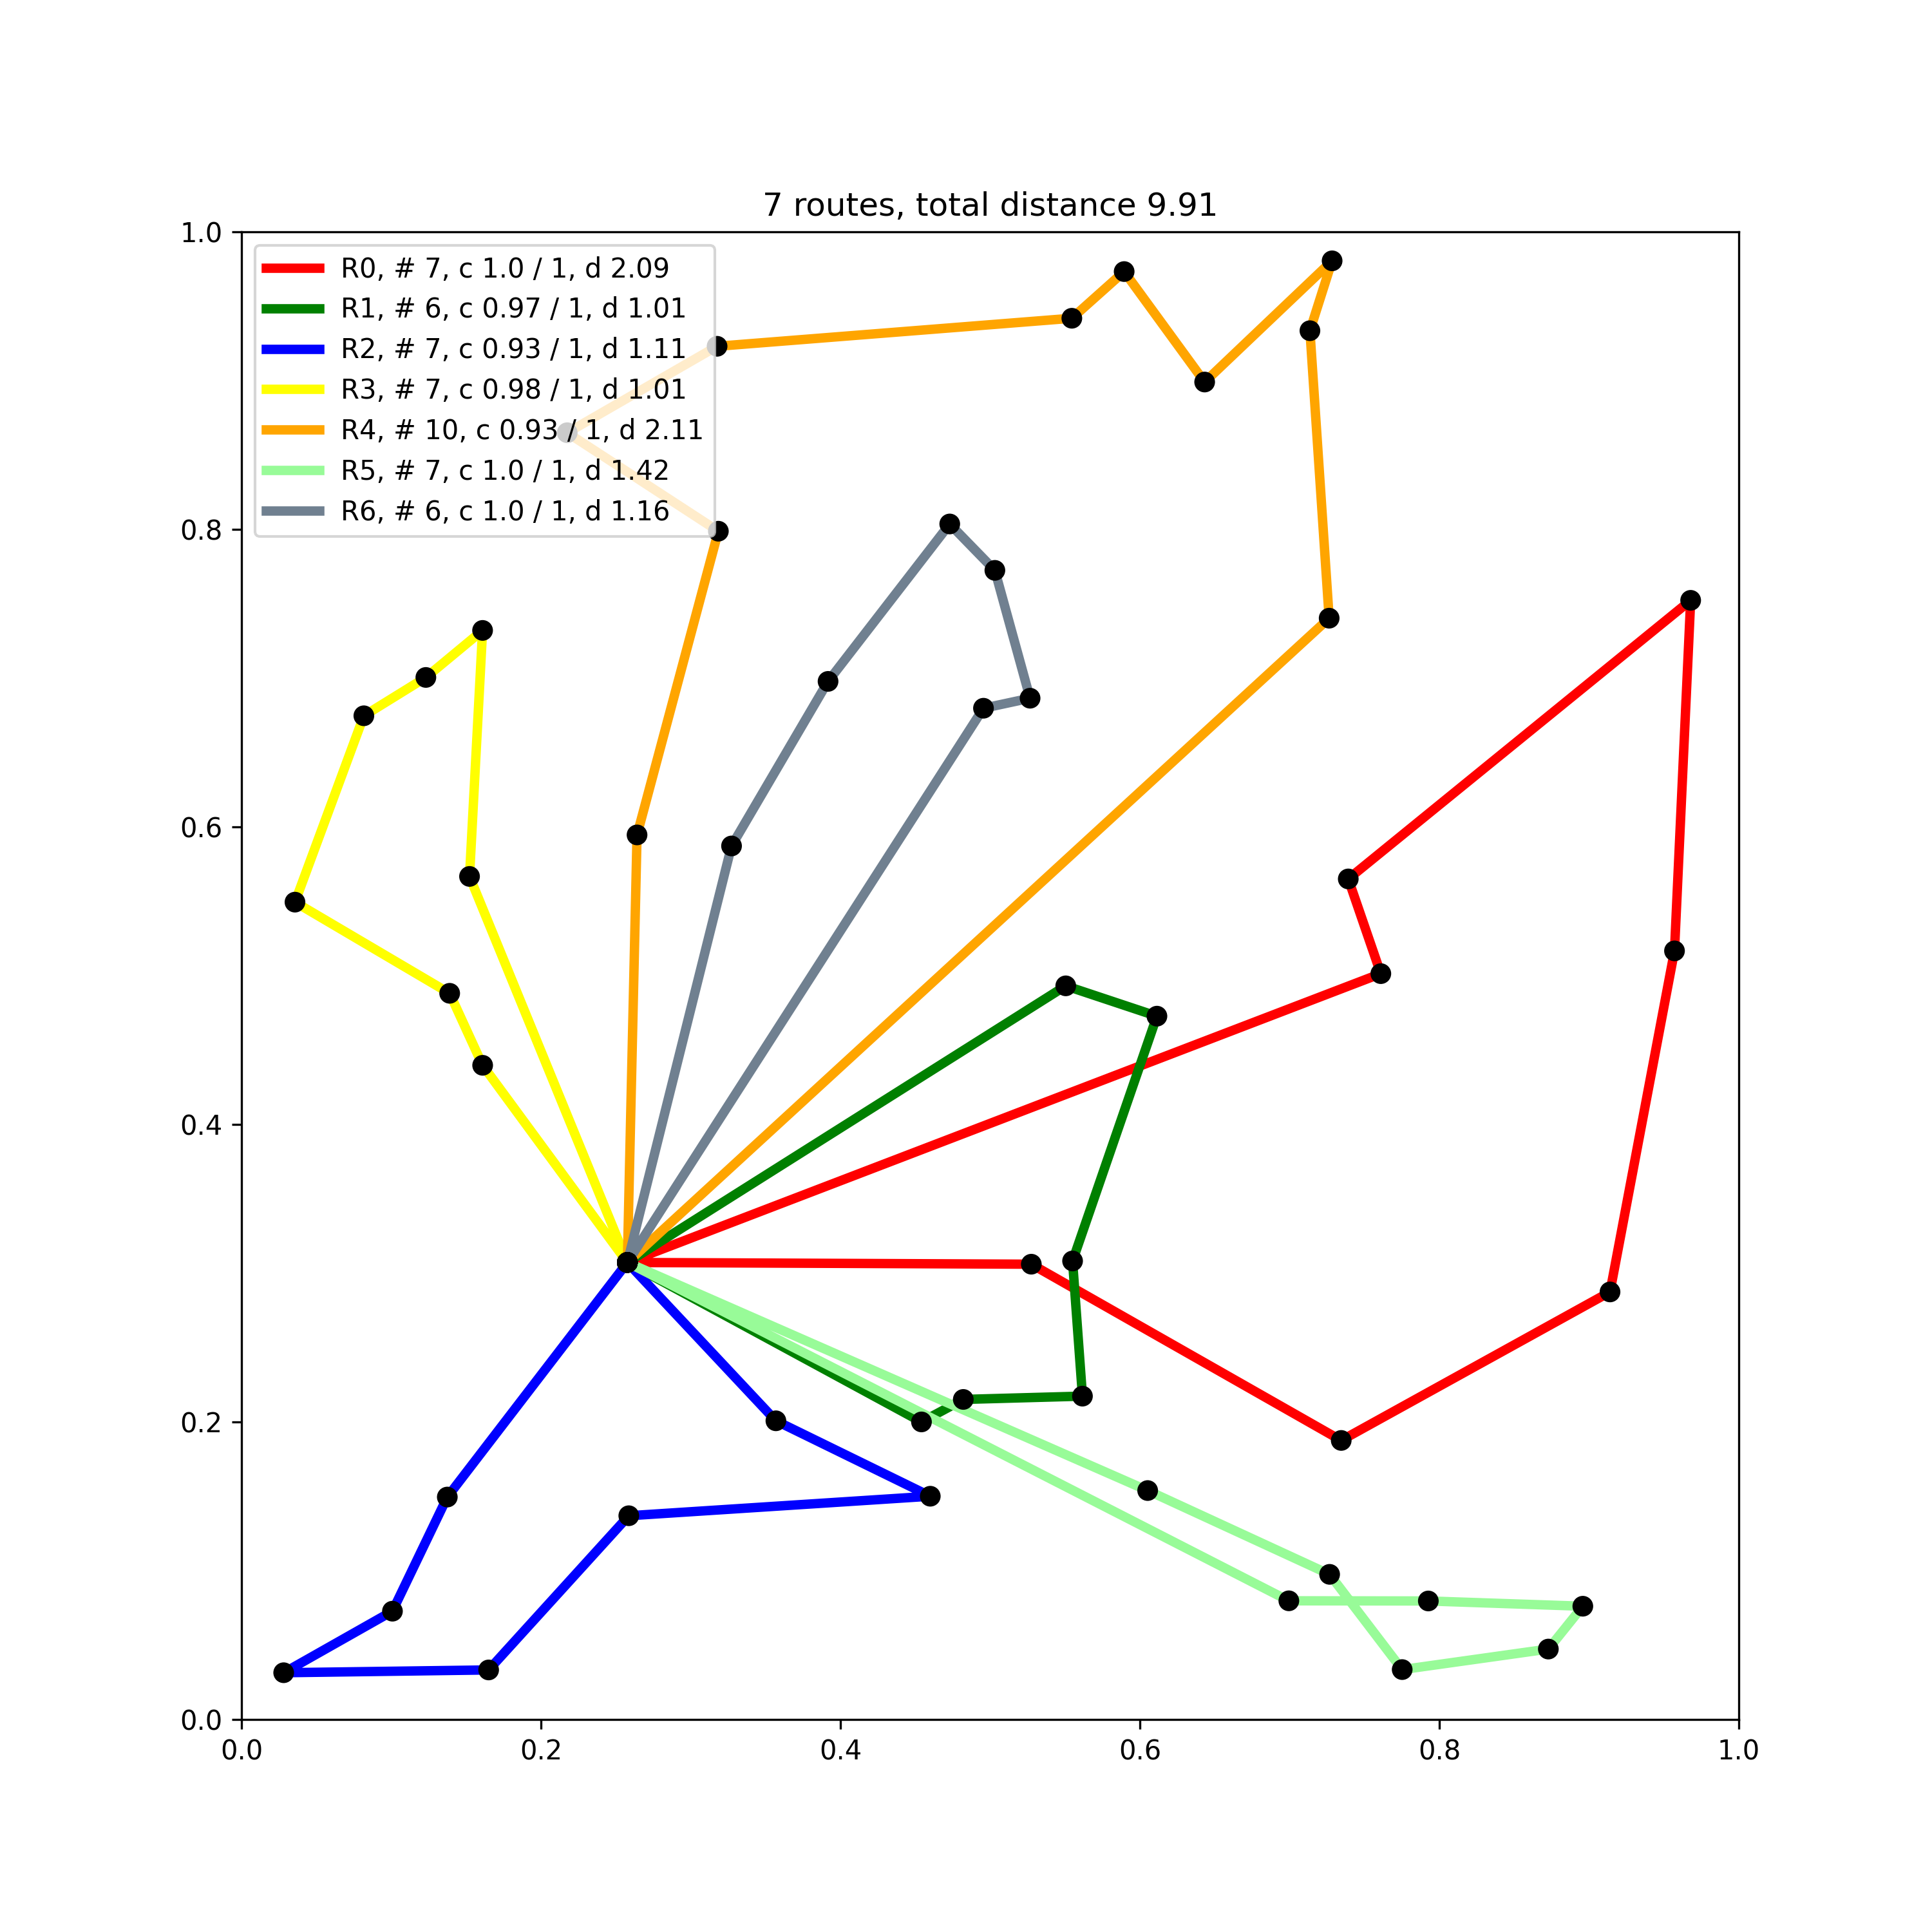 7 routes, total distance 9.91
R0, # 7, c 1.0 / 1, d 2.09
R1, # 6, c 0.97 / 1, d 1.01
R2, # 7, c 0.93 / 1, d 1.11
R3, # 7, c 0.98 / 1, d 1.01
R4, # 10, c 0.93 / 1, d 2.11
R5, # 7, c 1.0 / 1, d 1.42
R6, # 6, c 1.0 / 1, d 1.16
1.0
0.8
0.6
0.4
0.2
0.0
0.0 0.2 0.4 0.6 0.8 1.0